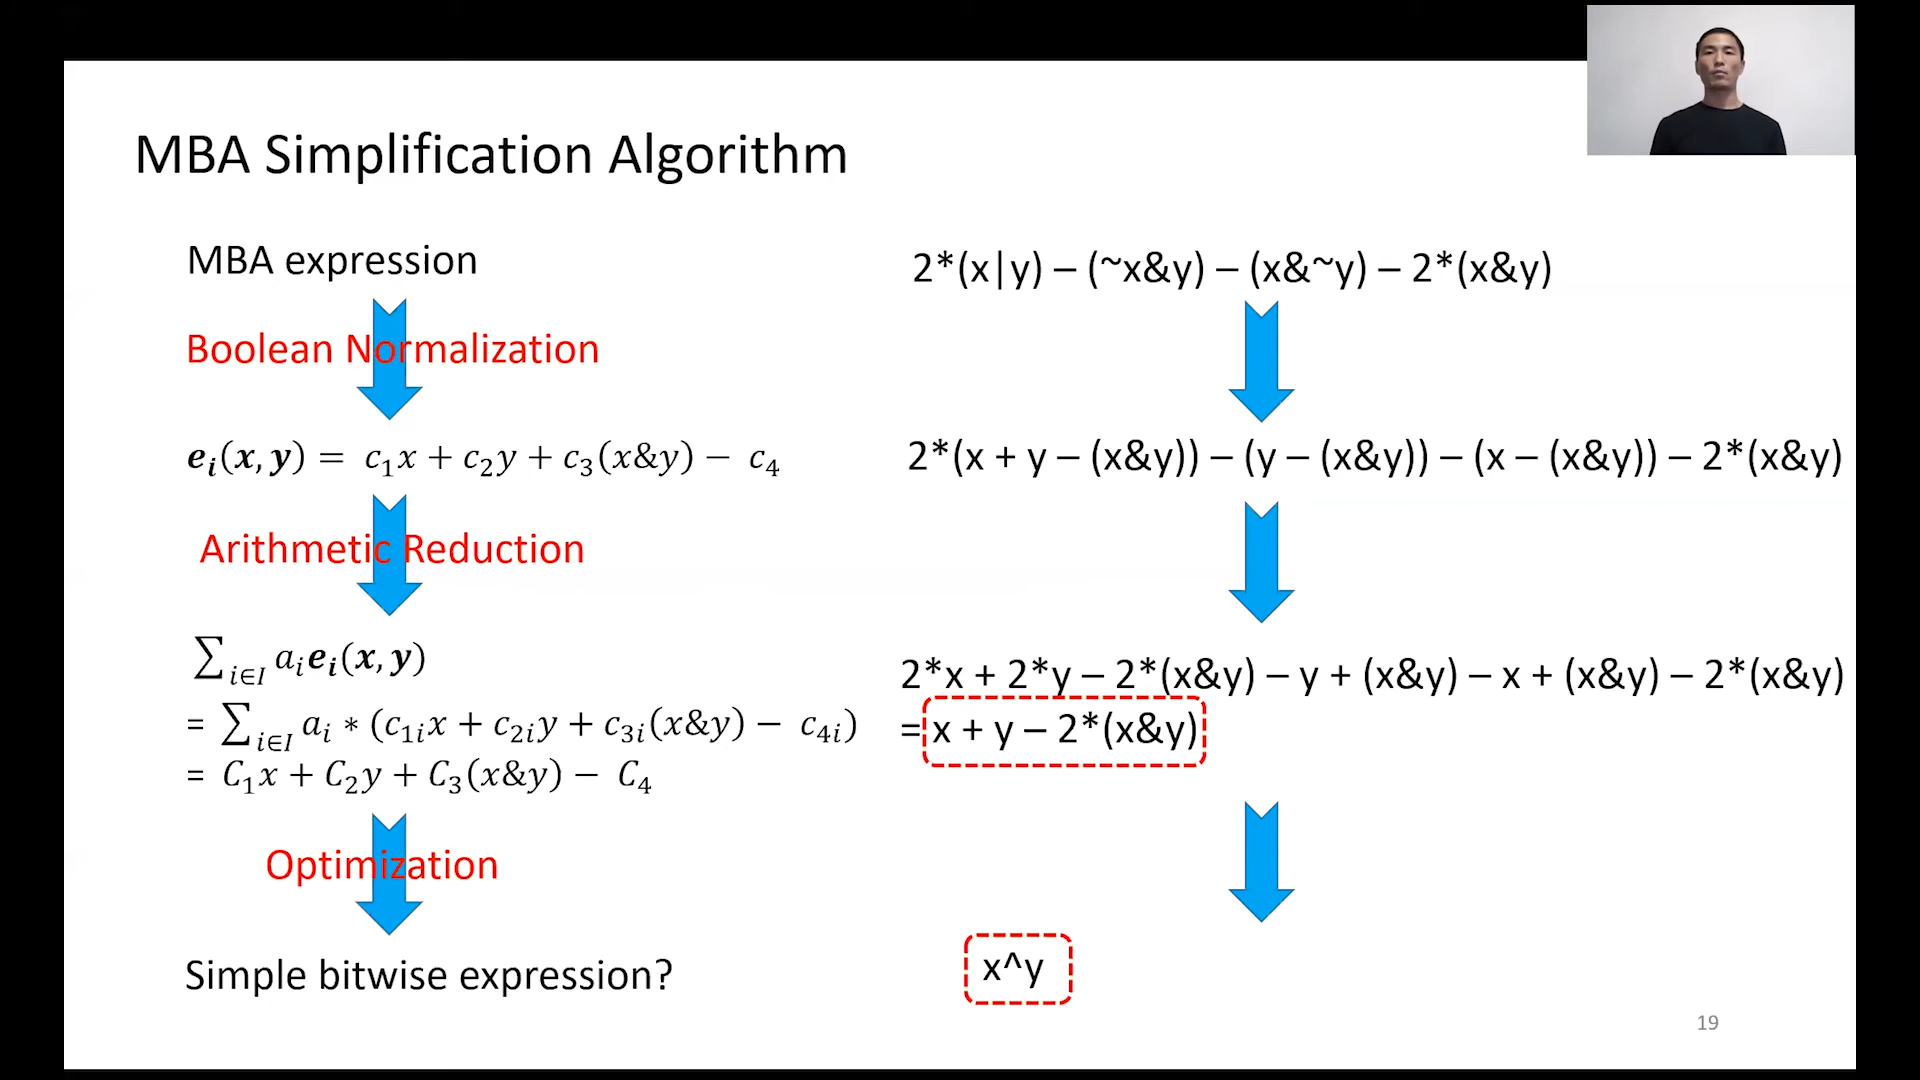 MBA Simplification Algorithm
MBA expression
Boolean Normalization
eᵢ(x, y) = c₁x + c₂y + c₃(x&y) − c₄
Arithmetic Reduction
∑ᵢ∈I aᵢeᵢ(x, y)
= ∑ᵢ∈I aᵢ ∗ (c₁ᵢx + c₂ᵢy + c₃ᵢ(x&y) − c₄ᵢ)
= C₁x + C₂y + C₃(x&y) − C₄
Optimization
Simple bitwise expression?
2*(x|y) – (~x&y) – (x&~y) – 2*(x&y)
2*(x + y – (x&y)) – (y – (x&y)) – (x – (x&y)) – 2*(x&y)
2*x + 2*y – 2*(x&y) – y + (x&y) – x + (x&y) – 2*(x&y)
= x + y – 2*(x&y)
x^y
19